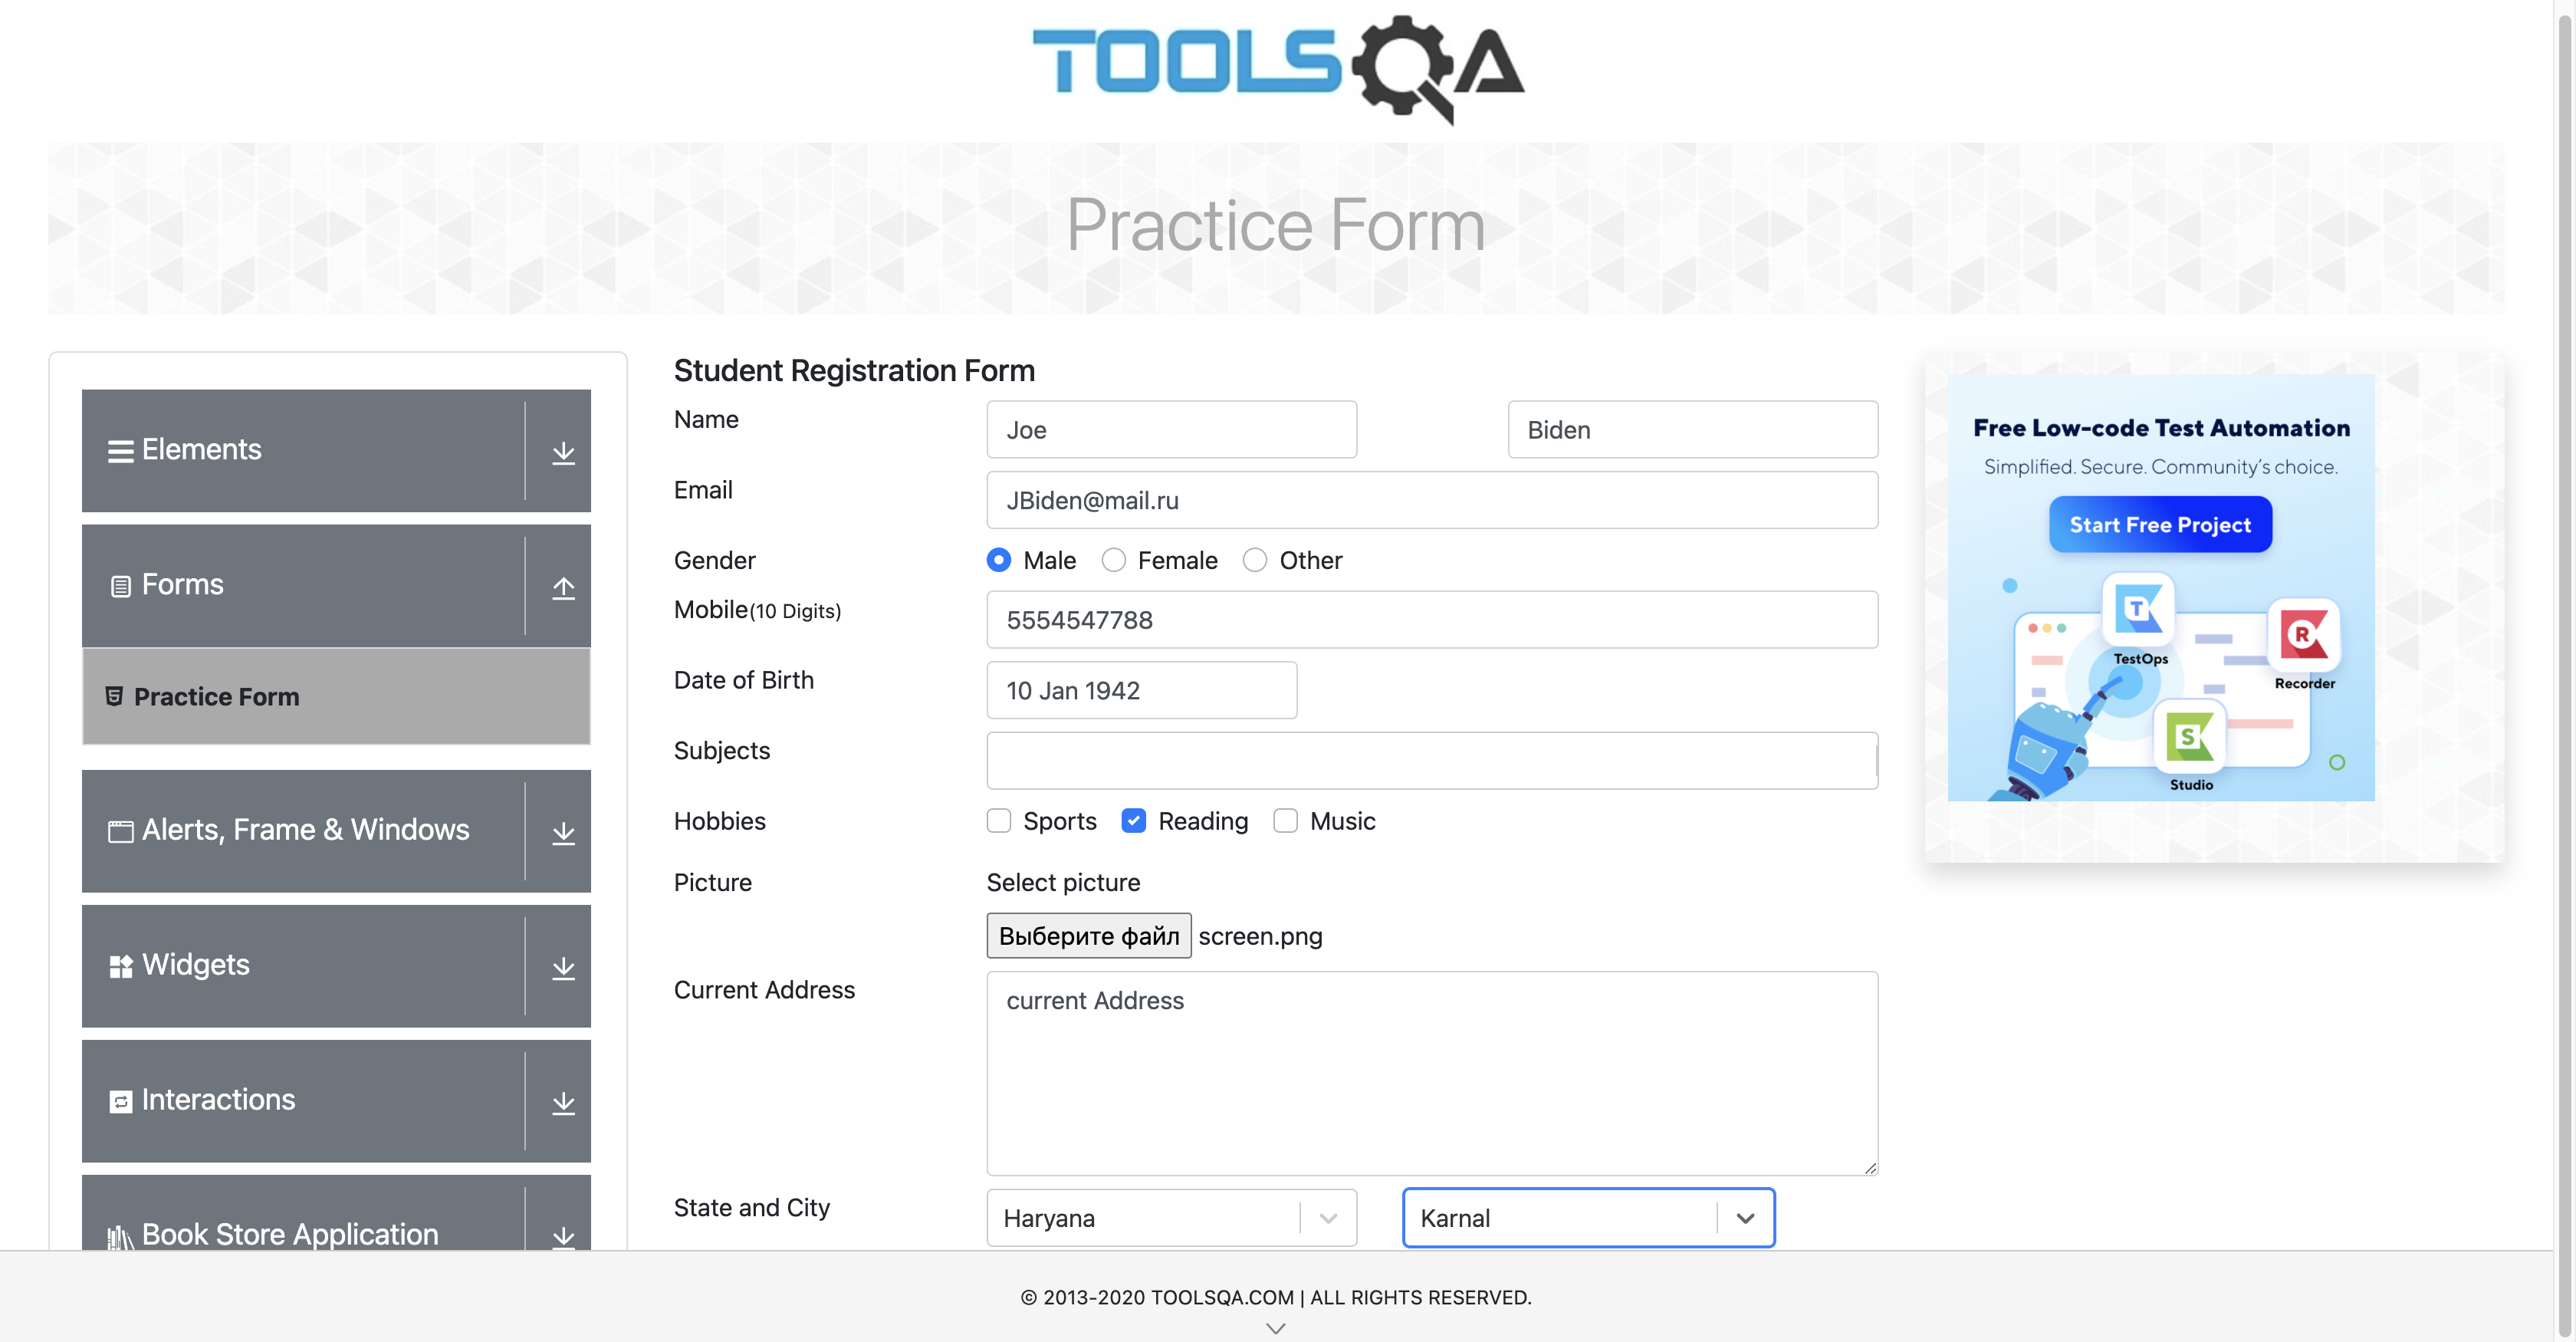 TOOLSQA
Practice Form
Elements
Forms
Practice Form
Alerts, Frame & Windows
Widgets
Interactions
Book Store Application
Student Registration Form
Name Joe Biden
Email JBiden@mail.ru
Gender Male Female Other
Mobile(10 Digits) 5554547788
Date of Birth 10 Jan 1942
Subjects
Hobbies Sports Reading Music
Picture Select picture
Выберите файл screen.png
Current Address current Address
State and City Haryana Karnal
Free Low-code Test Automation
Simplified. Secure. Community's choice.
Start Free Project
T
TestOps
R
Recorder
S
Studio
© 2013-2020 TOOLSQA.COM | ALL RIGHTS RESERVED.